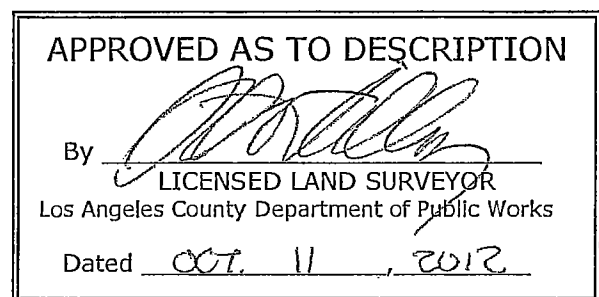 APPROVED AS TO DESCRIPTION
By
LICENSED LAND SURVEYOR
Los Angeles County Department of Public Works
Dated OCT. 11, 2012